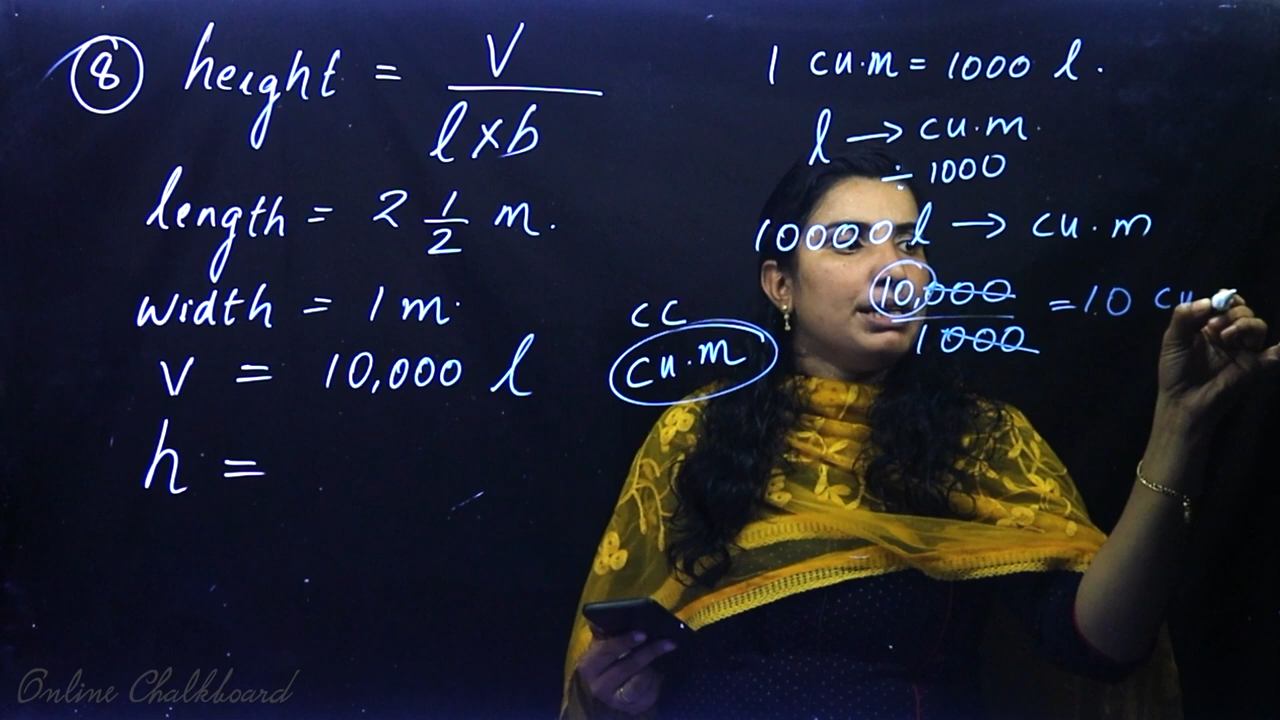 8 height = V / l x b
length = 2 1/2 m.
width = 1 m.
V = 10,000 l
cc
cu.m
h =
1 cu.m = 1000 l.
l → cu.m.
÷ 1000
10000 l → cu.m
10,000 / 1000 = 10 cu
Online Chalkboard